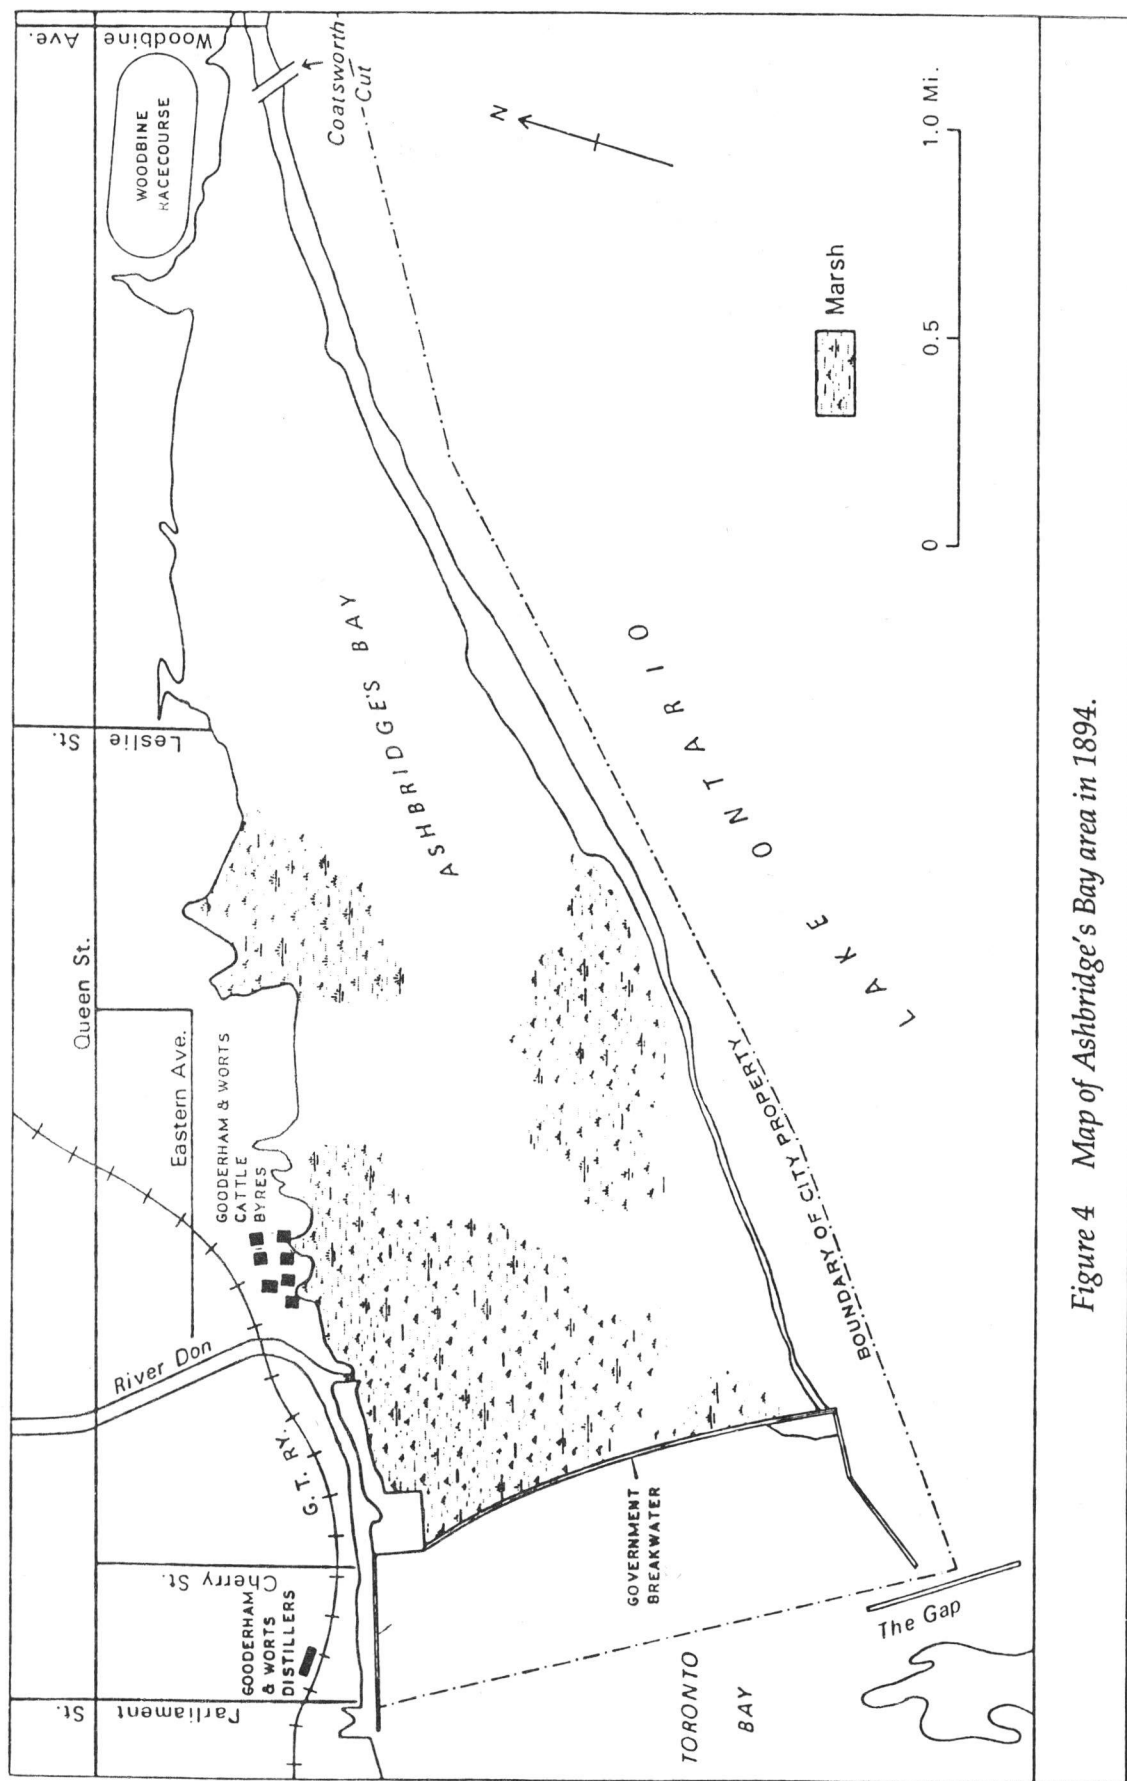 Woodbine
Ave.
WOODBINE
RACECOURSE
Coatsworth
Cut
N
Leslie
St.
Queen St.
Eastern Ave.
GOODERHAM & WORTS
CATTLE
BYRES
River Don
G. T. RY.
Cherry St.
GOODERHAM
& WORTS
DISTILLERS
Parliament
St.
ASHBRIDGE'S BAY
LAKE ONTARIO
BOUNDARY OF CITY PROPERTY
GOVERNMENT
BREAKWATER
TORONTO
BAY
The Gap
Marsh
0 0.5 1.0 Mi.
Figure 4 Map of Ashbridge's Bay area in 1894.